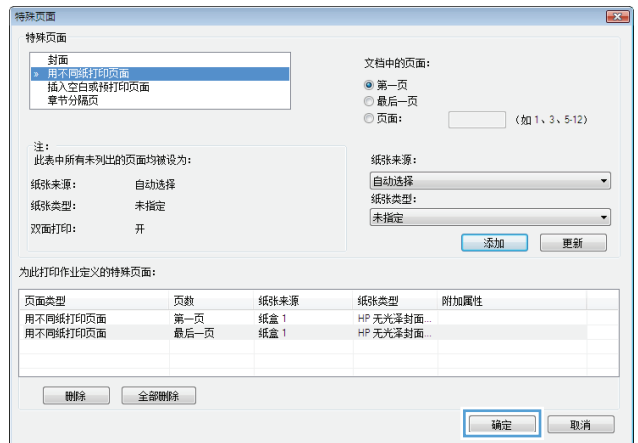 特殊页面
特殊页面
封面
» 用不同纸打印页面
插入空白或预打印页面
章节分隔页
文档中的页面：
第一页
最后一页
页面： (如 1、3、5-12)
注：
此表中所有未列出的页面均被设为：
纸张来源： 自动选择
纸张类型： 未指定
双面打印： 开
纸张来源：
自动选择
纸张类型：
未指定
添加 更新
为此打印作业定义的特殊页面：
页面类型 页数 纸张来源 纸张类型 附加属性
用不同纸打印页面 第一页 纸盒 1 HP 无光泽封面...
用不同纸打印页面 最后一页 纸盒 1 HP 无光泽封面...
删除 全部删除
确定 取消